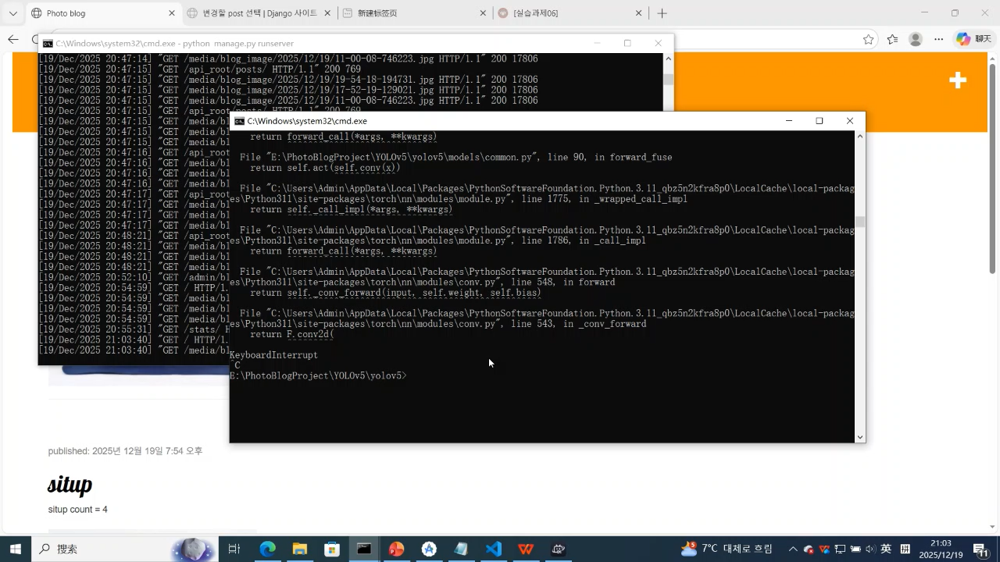 Photo blog
변경할 post 선택 | Django 사이트
新建标签页
[실습과제06]
聊天
C:\Windows\system32\cmd.exe - python manage.py runserver
[19/Dec/2025 20:47:14] "GET /media/blog_image/2025/12/19/11-00-08-746223.jpg HTTP/1.1" 200 17806
[19/Dec/2025 20:47:15] "GET /api_root/posts/ HTTP/1.1" 200 769
[19/Dec/2025 20:47:15] "GET /media/blog_image/2025/12/19/19-54-18-194731.jpg HTTP/1.1" 200 17806
[19/Dec/2025 20:47:15] "GET /media/blog_image/2025/12/19/17-52-19-129021.jpg HTTP/1.1" 200 17806
[19/Dec/2025 20:47:15] "GET /media/blog_image/2025/12/19/11-00-08-746223.jpg HTTP/1.1" 200 17806
[19/Dec/2025 20:47:15] "GET /api_root/posts/ HTTP/1.1" 200 769
[19/Dec/2025 20:47:15] "GET /media/bl
[19/Dec/2025 20:47:15] "GET /media/bl
[19/Dec/2025 20:47:15] "GET /media/bl
[19/Dec/2025 20:47:16] "GET /api_root
[19/Dec/2025 20:47:16] "GET /media/bl
[19/Dec/2025 20:47:16] "GET /media/bl
[19/Dec/2025 20:47:16] "GET /media/bl
[19/Dec/2025 20:47:17] "GET /api_root
[19/Dec/2025 20:47:17] "GET /media/bl
[19/Dec/2025 20:47:17] "GET /media/bl
[19/Dec/2025 20:47:17] "GET /media/bl
[19/Dec/2025 20:48:21] "GET /api_root
[19/Dec/2025 20:48:21] "GET /media/bl
[19/Dec/2025 20:48:21] "GET /media/bl
[19/Dec/2025 20:48:21] "GET /media/bl
[19/Dec/2025 20:52:10] "GET /admin/bl
[19/Dec/2025 20:54:59] "GET / HTTP/1.
[19/Dec/2025 20:54:59] "GET /media/bl
[19/Dec/2025 20:54:59] "GET /media/bl
[19/Dec/2025 20:54:59] "GET /media/bl
[19/Dec/2025 20:55:31] "GET /stats/ H
[19/Dec/2025 21:03:40] "GET / HTTP/1.
[19/Dec/2025 21:03:40] "GET /media/bl
C:\Windows\system32\cmd.exe
return forward_call(*args, **kwargs)
File "E:\PhotoBlogProject\YOLOv5\yolov5\models\common.py", line 90, in forward_fuse
return self.act(self.conv(x))
File "C:\Users\Admin\AppData\Local\Packages\PythonSoftwareFoundation.Python.3.11_qbz5n2kfra8p0\LocalCache\local-packag
es\Python311\site-packages\torch\nn\modules\module.py", line 1775, in _wrapped_call_impl
return self._call_impl(*args, **kwargs)
File "C:\Users\Admin\AppData\Local\Packages\PythonSoftwareFoundation.Python.3.11_qbz5n2kfra8p0\LocalCache\local-packag
es\Python311\site-packages\torch\nn\modules\module.py", line 1786, in _call_impl
return forward_call(*args, **kwargs)
File "C:\Users\Admin\AppData\Local\Packages\PythonSoftwareFoundation.Python.3.11_qbz5n2kfra8p0\LocalCache\local-packag
es\Python311\site-packages\torch\nn\modules\conv.py", line 548, in forward
return self._conv_forward(input, self.weight, self.bias)
File "C:\Users\Admin\AppData\Local\Packages\PythonSoftwareFoundation.Python.3.11_qbz5n2kfra8p0\LocalCache\local-packag
es\Python311\site-packages\torch\nn\modules\conv.py", line 543, in _conv_forward
return F.conv2d(
KeyboardInterrupt
^C
E:\PhotoBlogProject\YOLOv5\yolov5>
published: 2025년 12월 19일 7:54 오후
situp
situp count = 4
搜索
7°C 대체로 흐림
英
拼
21:03
2025/12/19
11